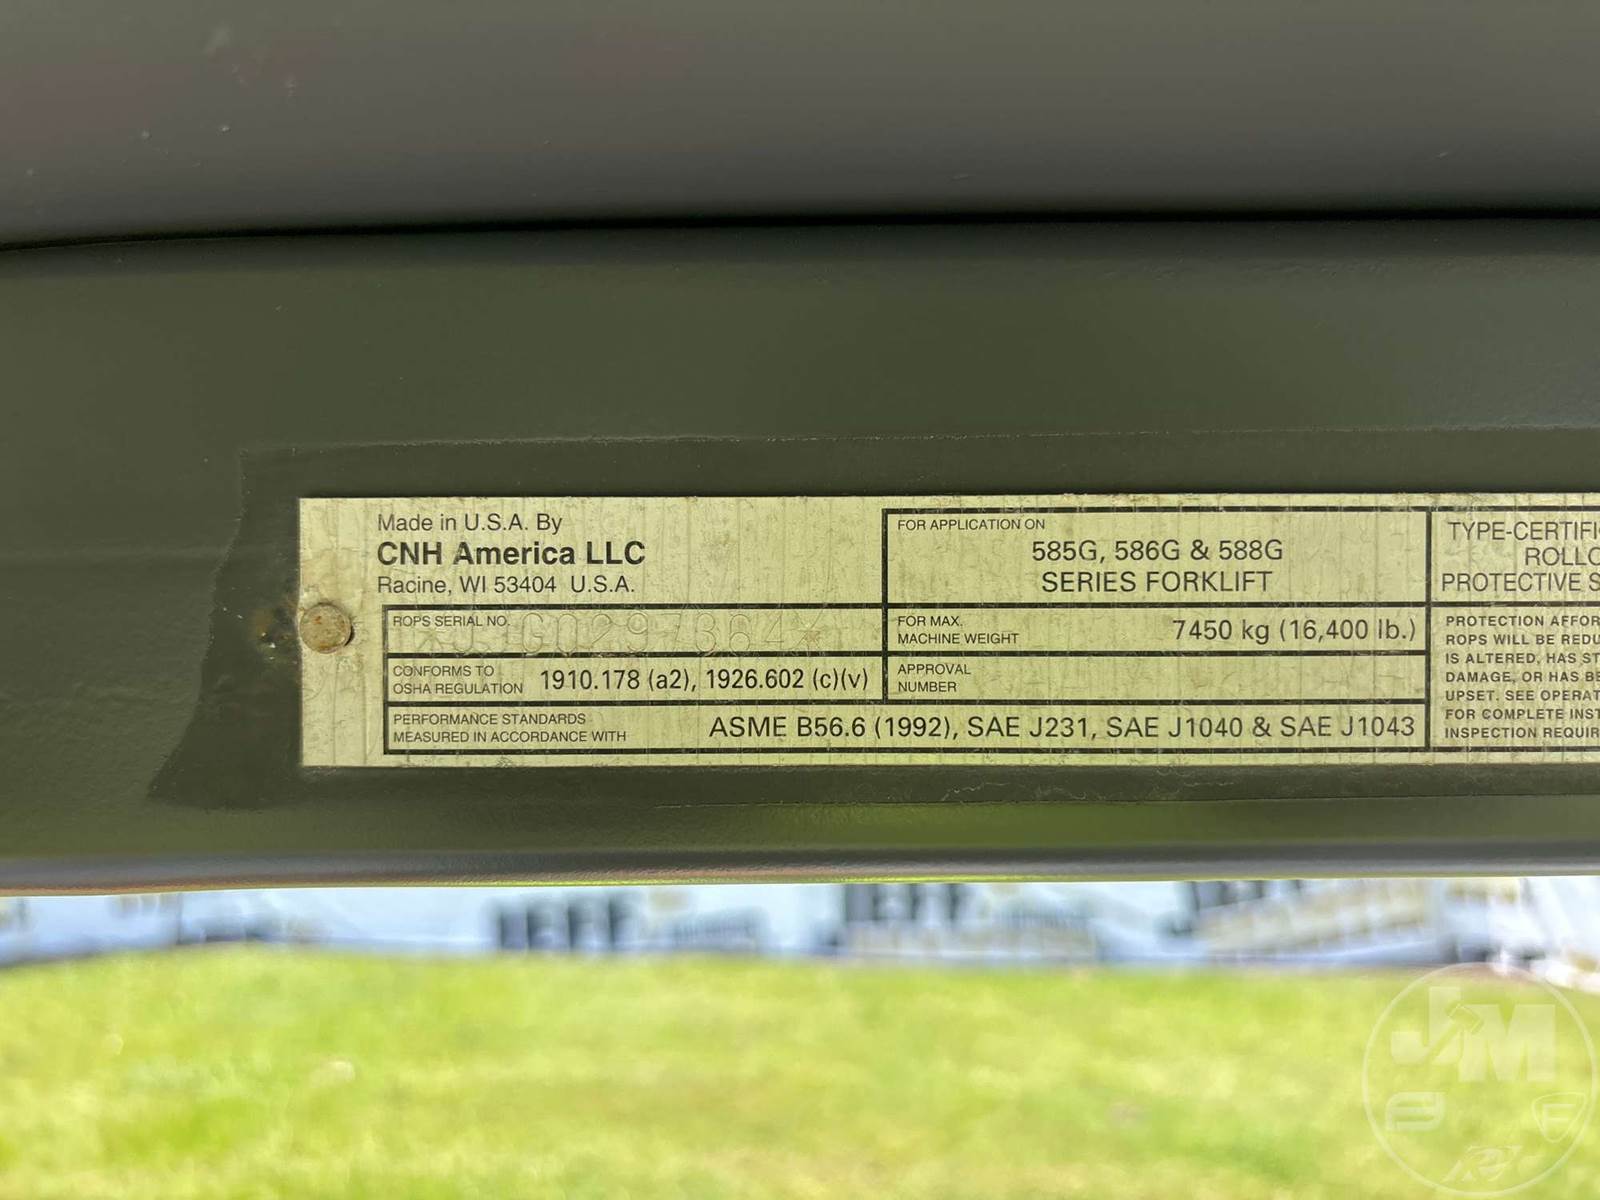 Made in U.S.A. By
CNH America LLC
Racine, WI 53404 U.S.A.
ROPS SERIAL NO.
CONFORMS TO
OSHA REGULATION 1910.178 (a2), 1926.602 (c)(v)
PERFORMANCE STANDARDS
MEASURED IN ACCORDANCE WITH ASME B56.6 (1992), SAE J231, SAE J1040 & SAE J1043
FOR APPLICATION ON
585G, 586G & 588G
SERIES FORKLIFT
FOR MAX.
MACHINE WEIGHT 7450 kg (16,400 lb.)
APPROVAL
NUMBER
TYPE-CERTIFI
ROLLO
PROTECTIVE S
PROTECTION AFFOR
ROPS WILL BE REDU
IS ALTERED, HAS ST
DAMAGE, OR HAS BE
UPSET. SEE OPERAT
FOR COMPLETE INST
INSPECTION REQUIR
JM